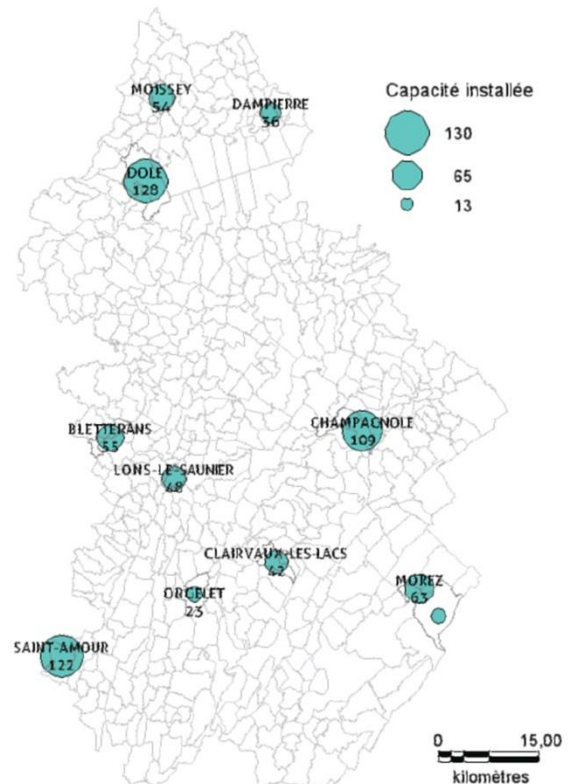 MOISSEY
54
DAMPIERRE
36
DOLE
128
Capacité installée
130
65
13
BLETTERANS
55
CHAMPAGNOLE
109
LONS-LE-SAUNIER
48
CLAIRVAUX-LES-LACS
42
MOREZ
63
ORGELET
23
SAINT-AMOUR
122
0 15,00
kilomètres